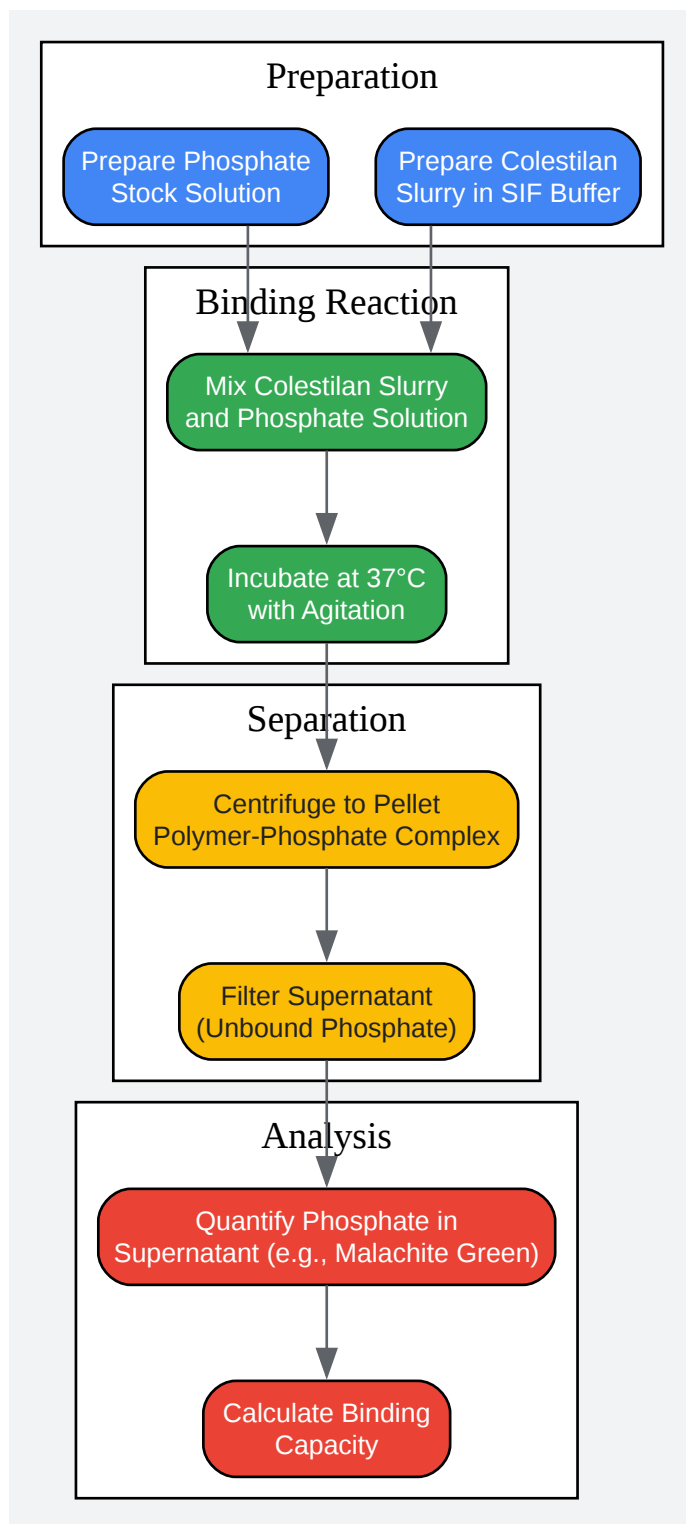 Preparation
Prepare Phosphate
Stock Solution
Prepare Colestilan
Slurry in SIF Buffer
Binding Reaction
Mix Colestilan Slurry
and Phosphate Solution
Incubate at 37°C
with Agitation
Separation
Centrifuge to Pellet
Polymer-Phosphate Complex
Filter Supernatant
(Unbound Phosphate)
Analysis
Quantify Phosphate in
Supernatant (e.g., Malachite Green)
Calculate Binding
Capacity